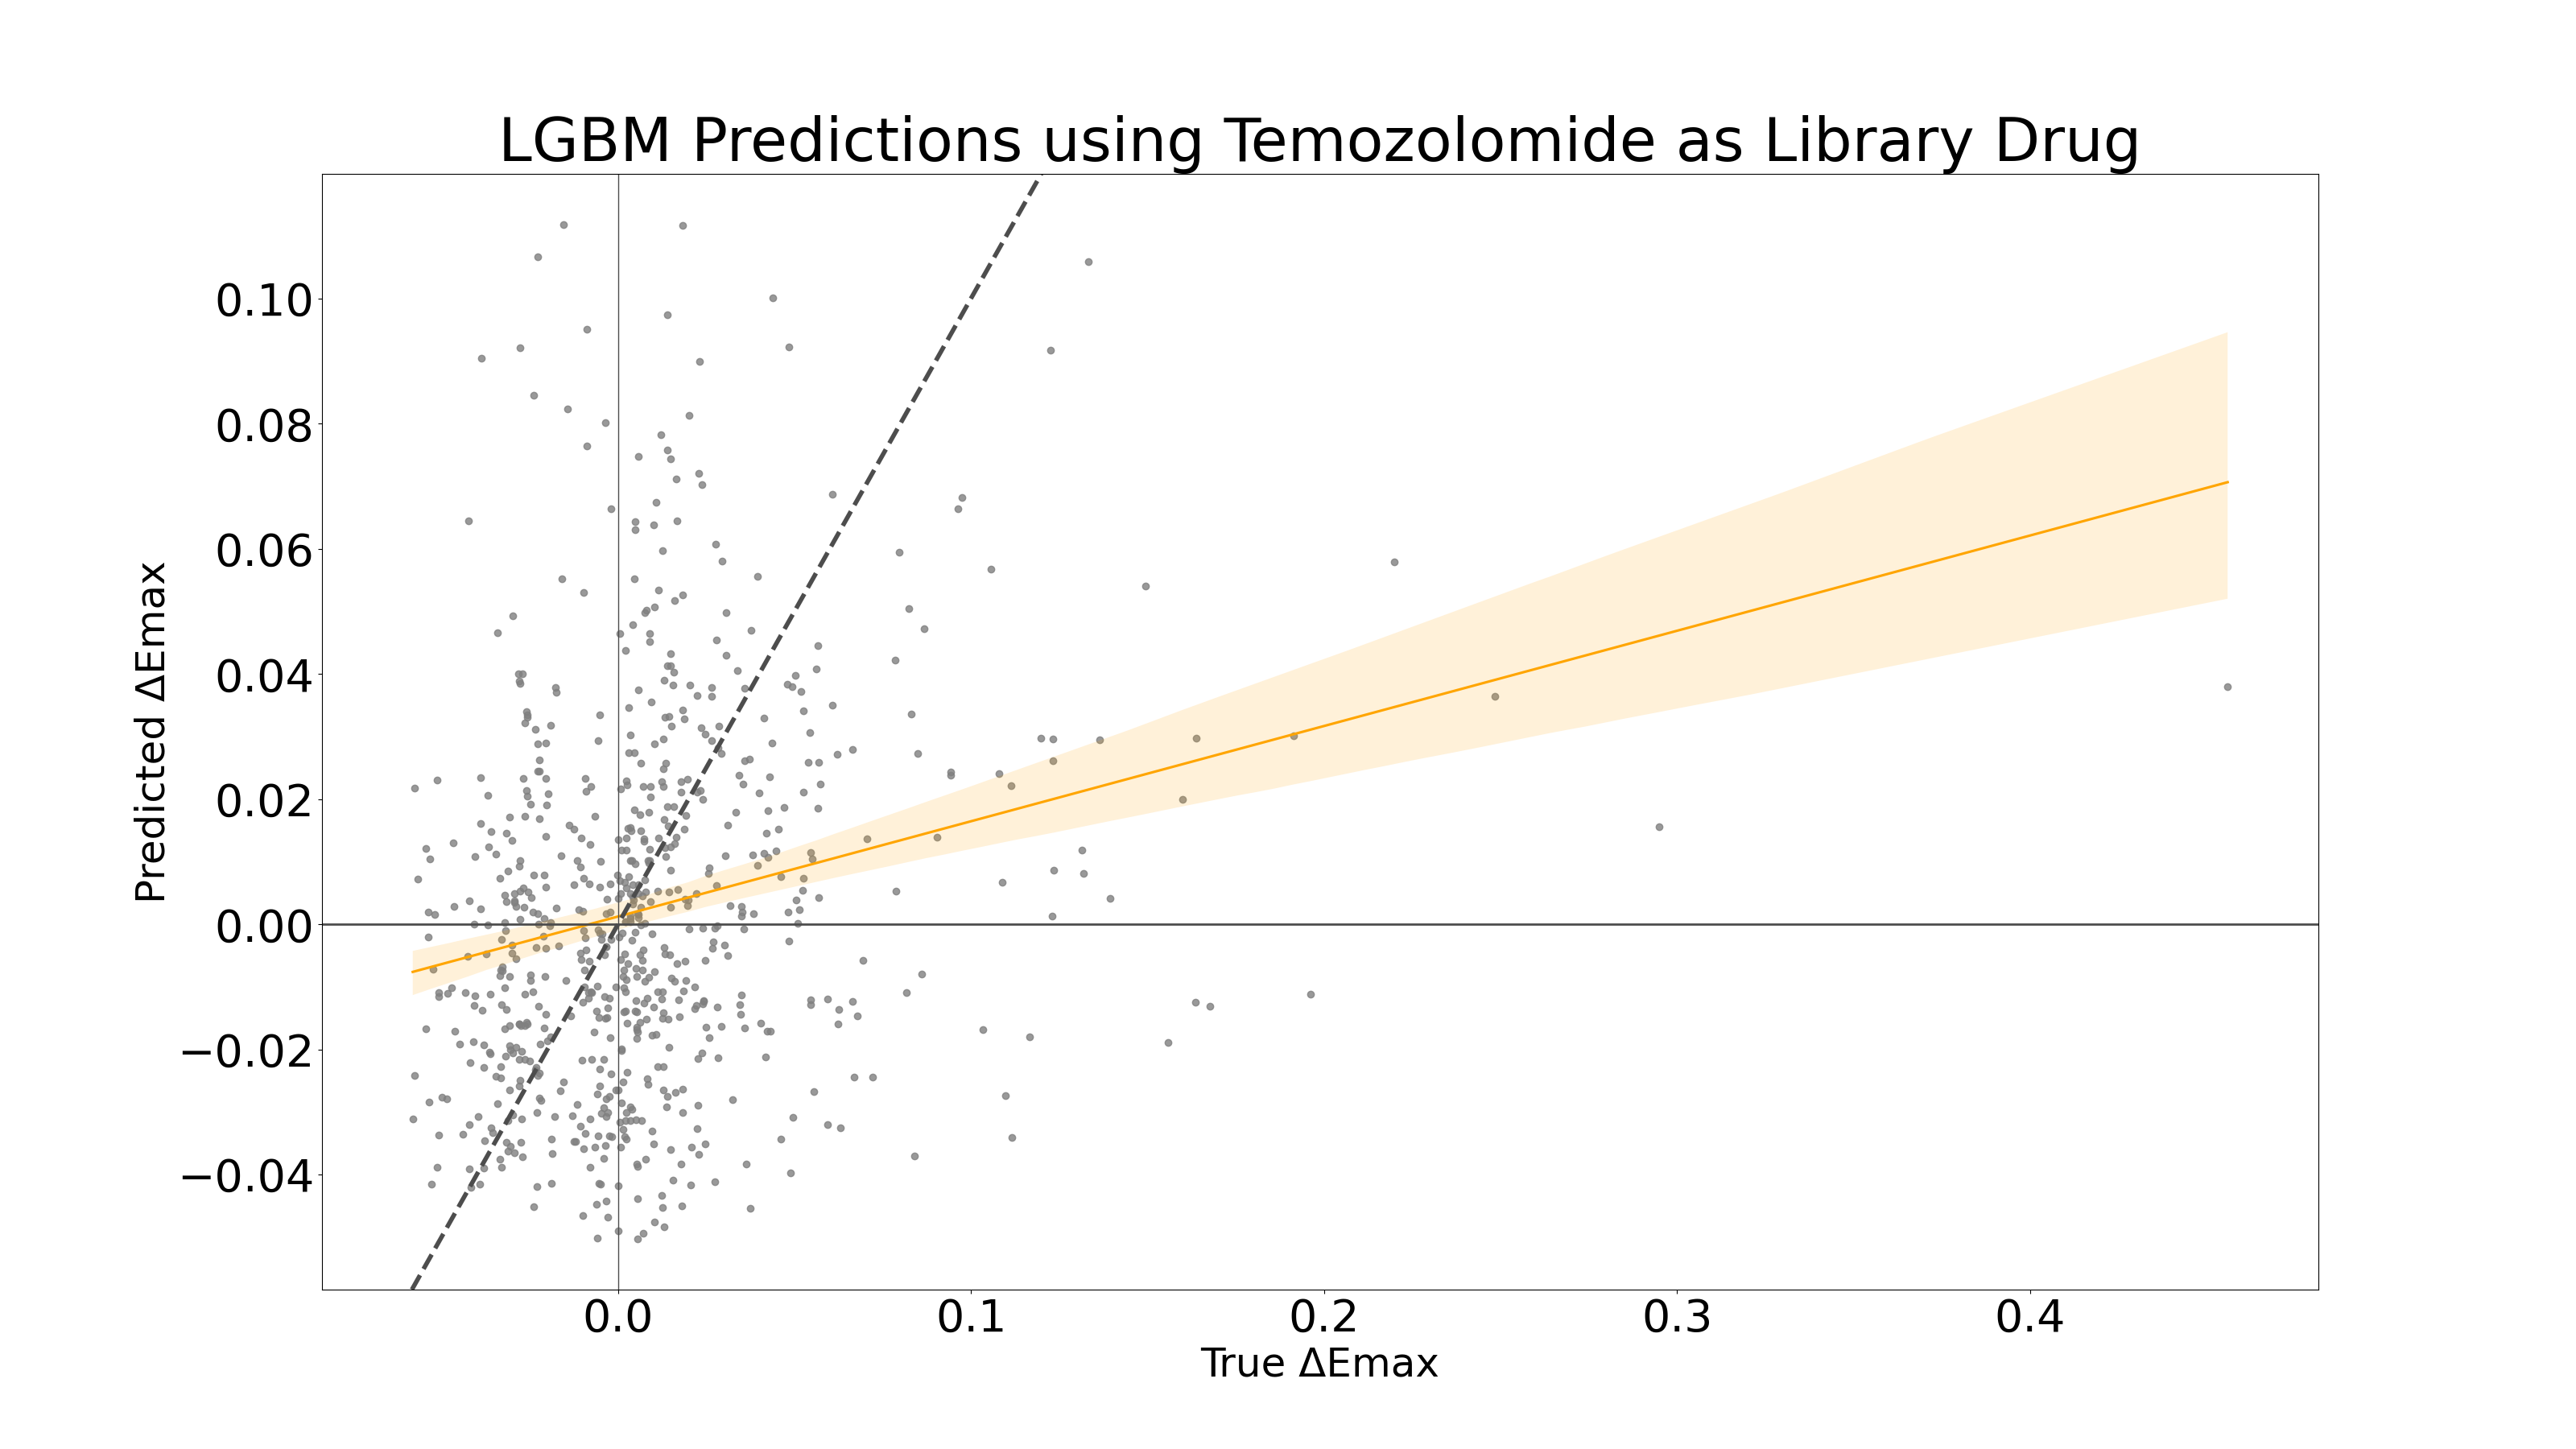 LGBM Predictions using Temozolomide as Library Drug
Predicted ΔEmax
0.10
0.08
0.06
0.04
0.02
0.00
−0.02
−0.04
0.0 0.1 0.2 0.3 0.4
True ΔEmax